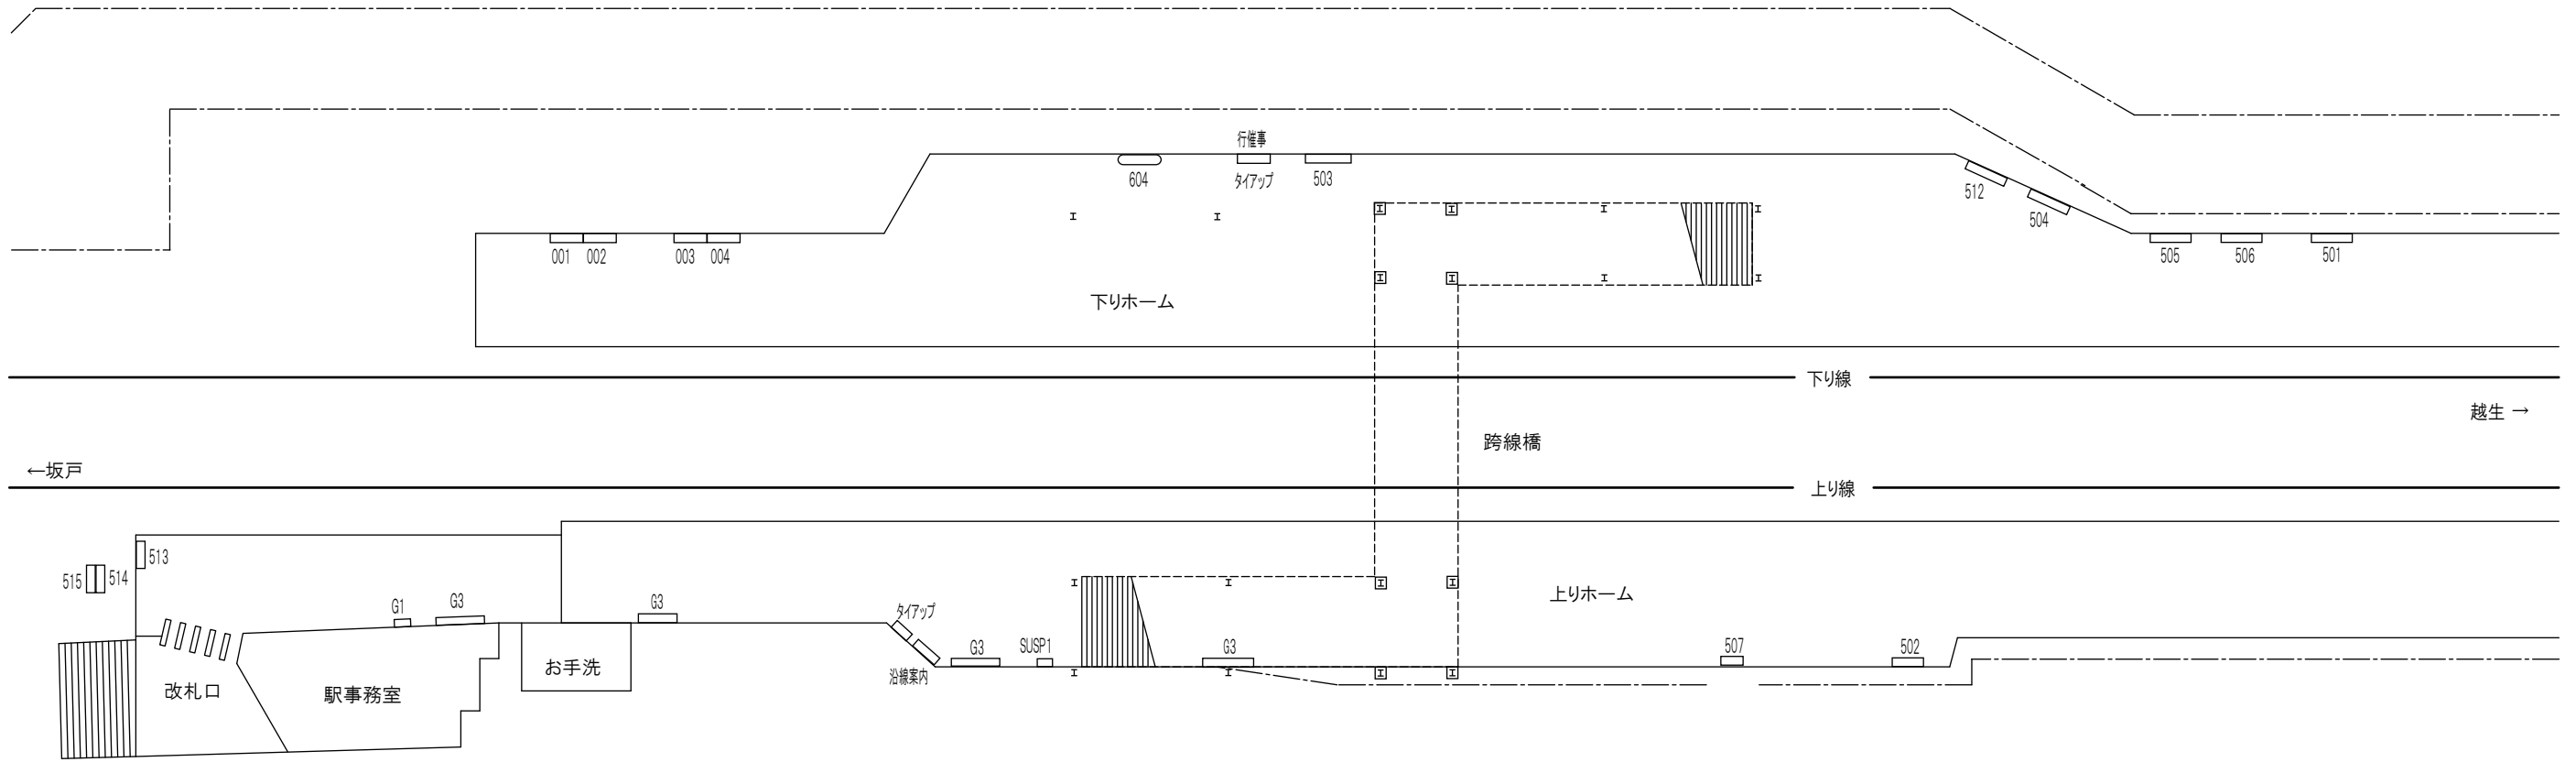 行催事
604
タイアップ
503
512
504
001
002
003
004
505
506
501
下りホーム
下り線
越生 →
跨線橋
←坂戸
上り線
513
515
514
G1
G3
G3
タイアップ
上りホーム
G3
SUSP1
G3
507
502
お手洗
沿線案内
改札口
駅事務室